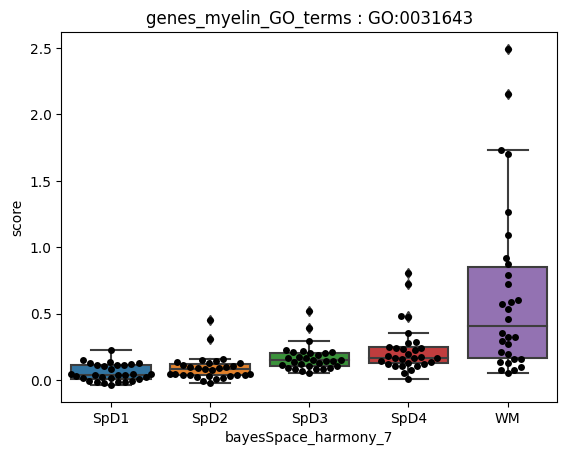 genes_myelin_GO_terms : GO:0031643
2.5
2.0
1.5
1.0
0.5
0.0
score
SpD1 SpD2 SpD3 SpD4 WM
bayesSpace_harmony_7